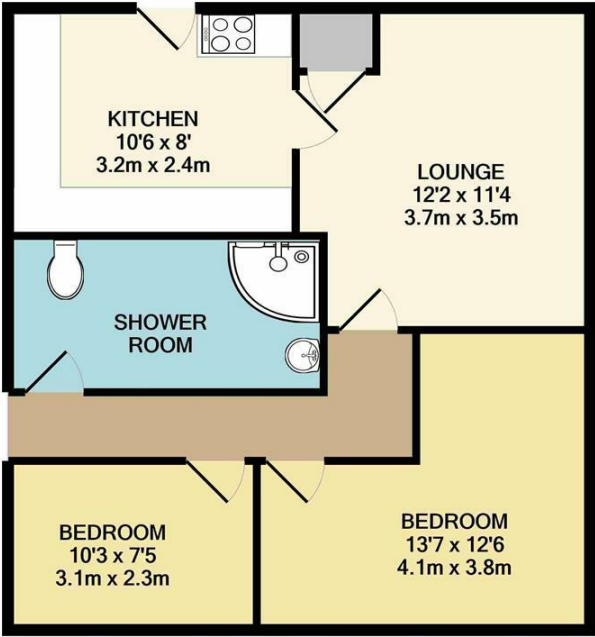 KITCHEN
10'6 x 8'
3.2m x 2.4m
LOUNGE
12'2 x 11'4
3.7m x 3.5m
SHOWER
ROOM
BEDROOM
10'3 x 7'5
3.1m x 2.3m
BEDROOM
13'7 x 12'6
4.1m x 3.8m